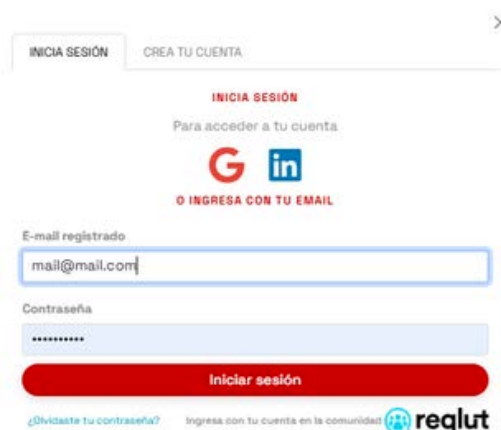 INICIA SESIÓN CREA TU CUENTA
INICIA SESIÓN
Para acceder a tu cuenta
G in
O INGRESA CON TU EMAIL
E-mail registrado
mail@mail.com
Contraseña
••••••••••
Iniciar sesión
¿Olvidaste tu contraseña? Ingresa con tu cuenta en la comunidad reqlut